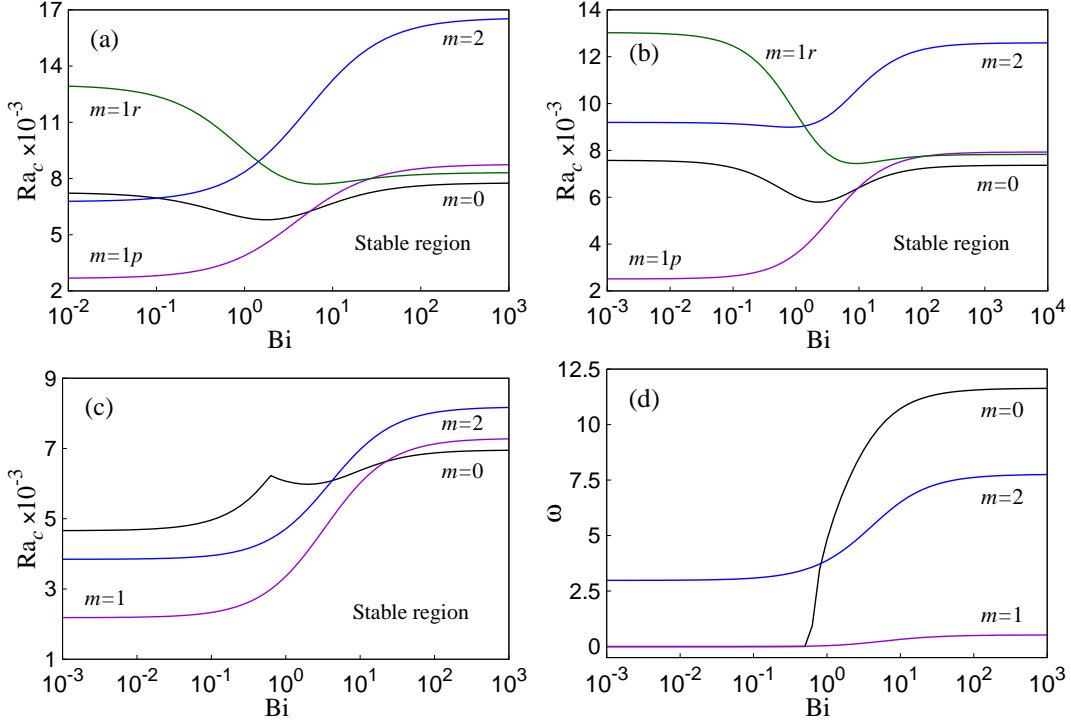 (a)
Ra_c ×10^-3
17
14
11
8
5
2
m=2
m=1r
m=0
m=1p
Stable region
10^-2 10^-1 10^0 10^1 10^2 10^3
Bi
(b)
Ra_c ×10^-3
14
12
10
8
6
4
2
m=1r
m=2
m=0
m=1p
Stable region
10^-3 10^-2 10^-1 10^0 10^1 10^2 10^3 10^4
Bi
(c)
Ra_c ×10^-3
9
7
5
3
1
m=2
m=0
m=1
Stable region
10^-3 10^-2 10^-1 10^0 10^1 10^2 10^3
Bi
(d)
ω
12.5
10
7.5
5
2.5
0
m=0
m=2
m=1
10^-3 10^-2 10^-1 10^0 10^1 10^2 10^3
Bi